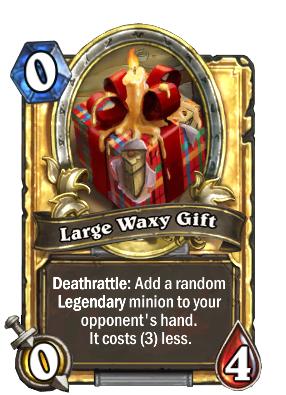 0
Large Waxy Gift
Deathrattle: Add a random
Legendary minion to your
opponent's hand.
It costs (3) less.
0
4